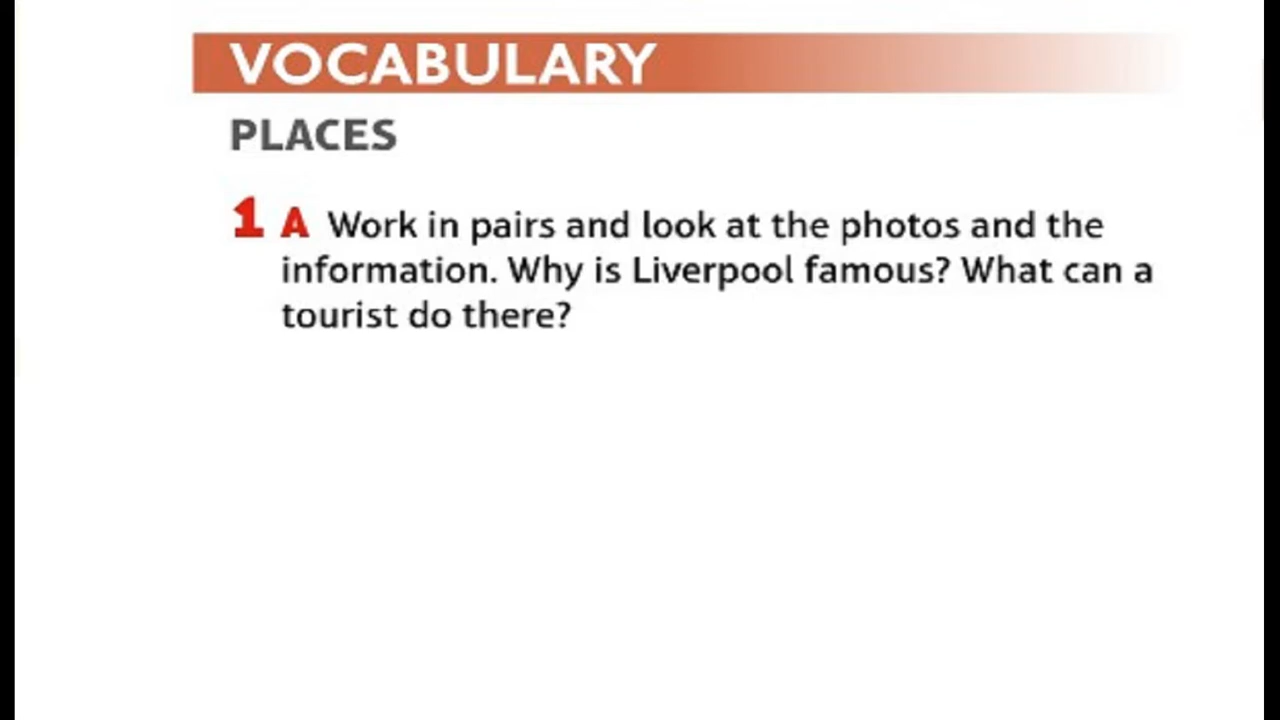 VOCABULARY
PLACES
1 A Work in pairs and look at the photos and the
information. Why is Liverpool famous? What can a
tourist do there?